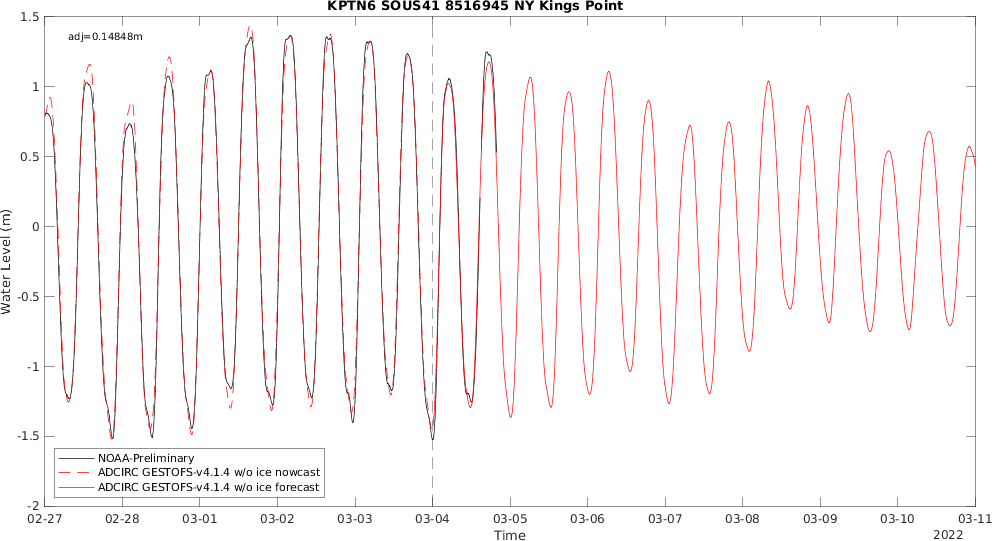 KPTN6 SOUS41 8516945 NY Kings Point
adj=0.14848m
1.5
1
0.5
0
-0.5
-1
-1.5
-2
Water Level (m)
NOAA-Preliminary
ADCIRC GESTOFS-v4.1.4 w/o ice nowcast
ADCIRC GESTOFS-v4.1.4 w/o ice forecast
02-27 02-28 03-01 03-02 03-03 03-04 03-05 03-06 03-07 03-08 03-09 03-10 03-11
Time
2022